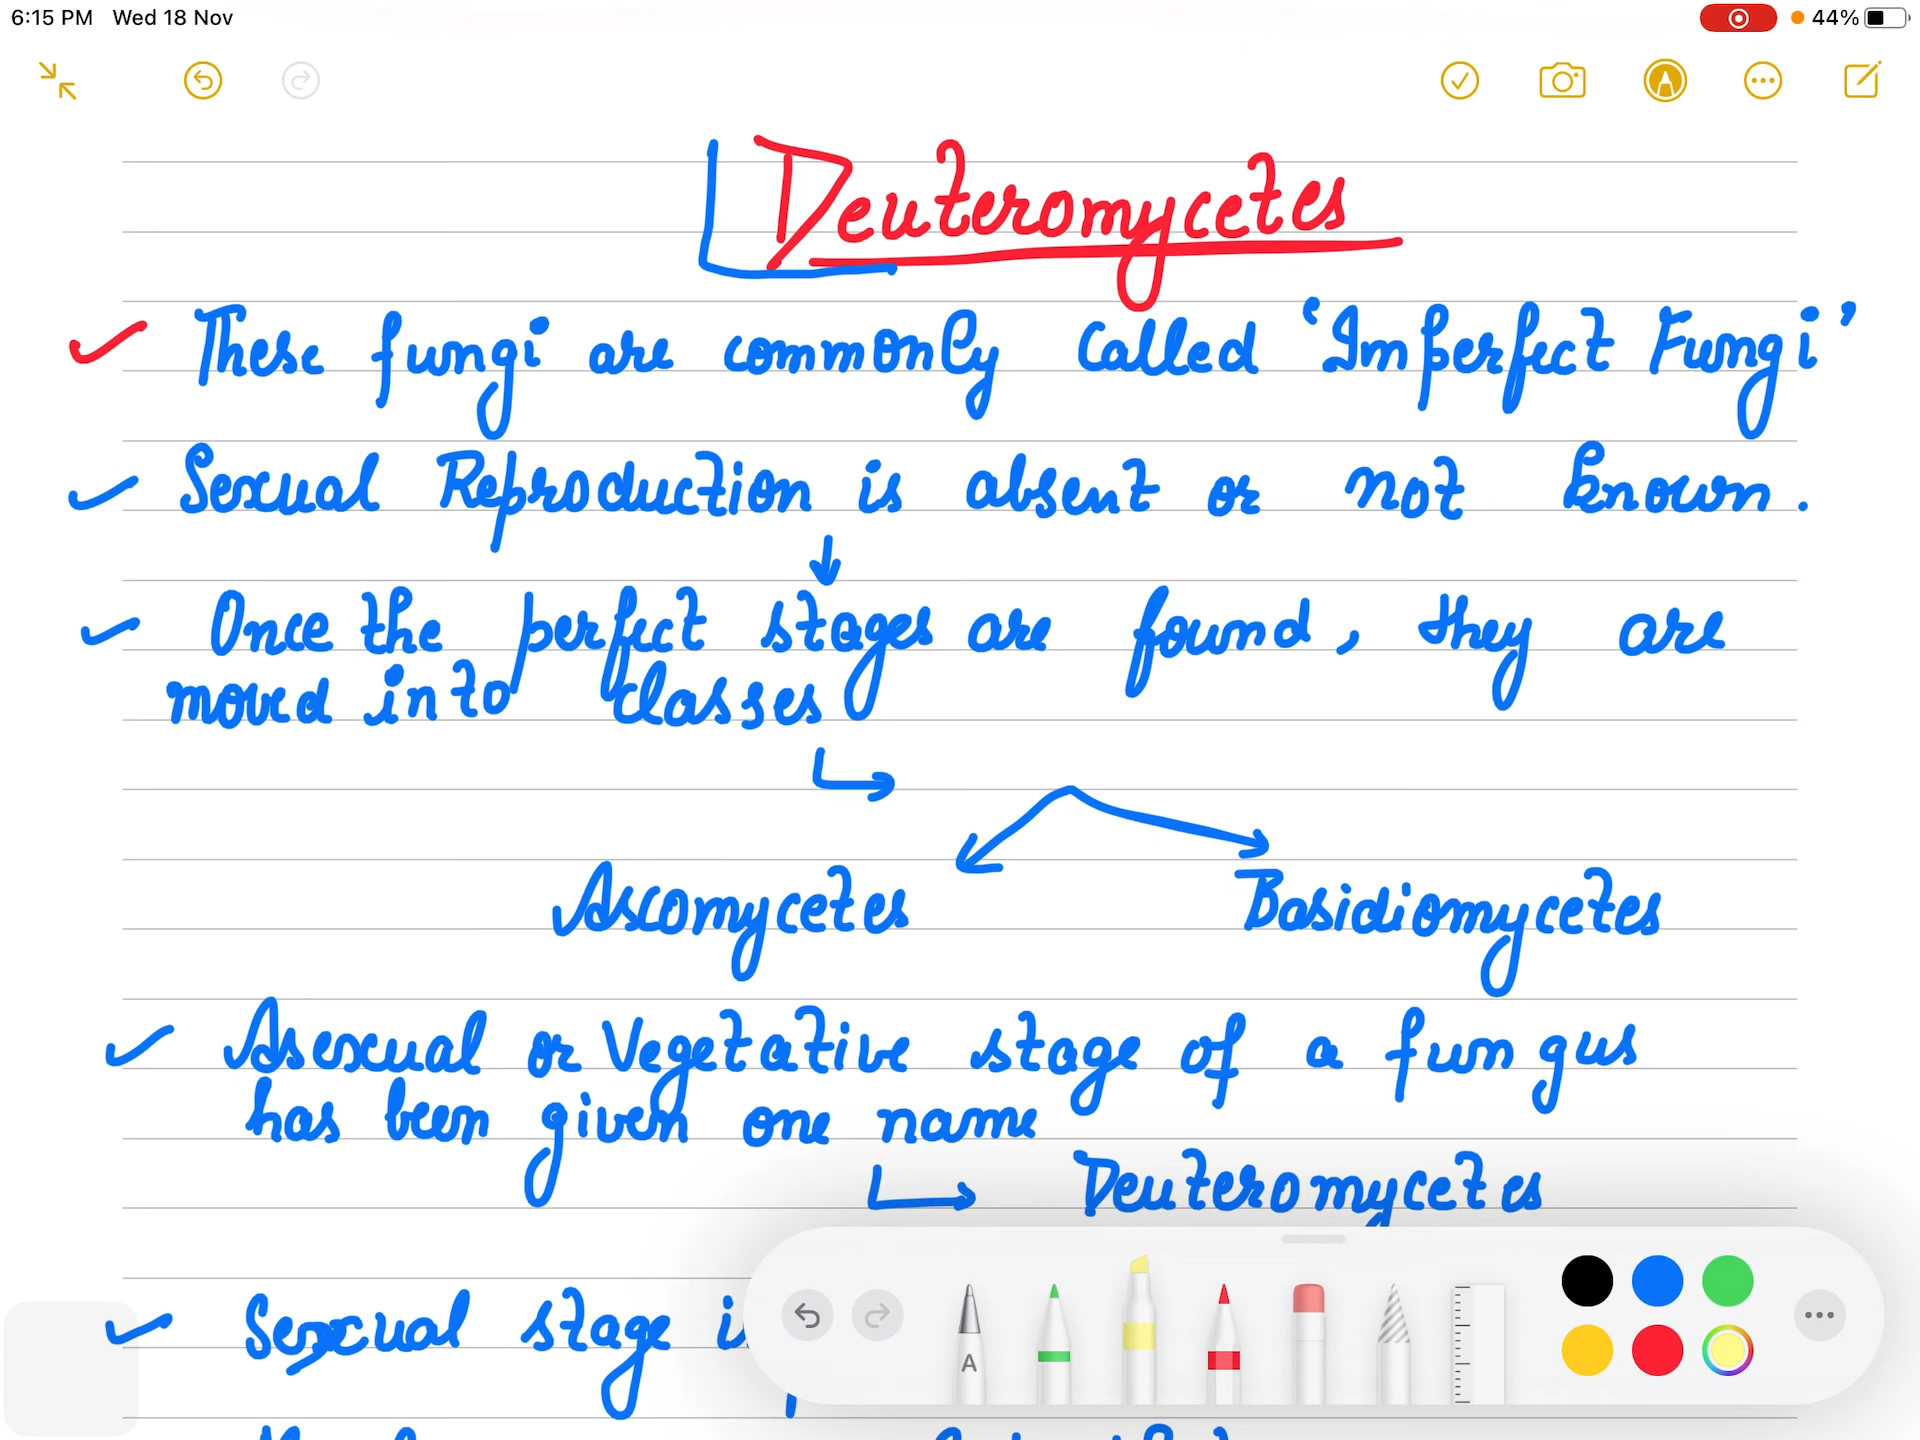 6:15 PM Wed 18 Nov
44%
Deuteromycetes
These fungi are commonly called 'Imperfect Fungi'
Sexual Reproduction is absent or not known.
Once the perfect stages are found, they are
moved into classes
Ascomycetes Basidiomycetes
Asexual or Vegetative stage of a fungus
has been given one name
Deuteromycetes
Sexual stage
A